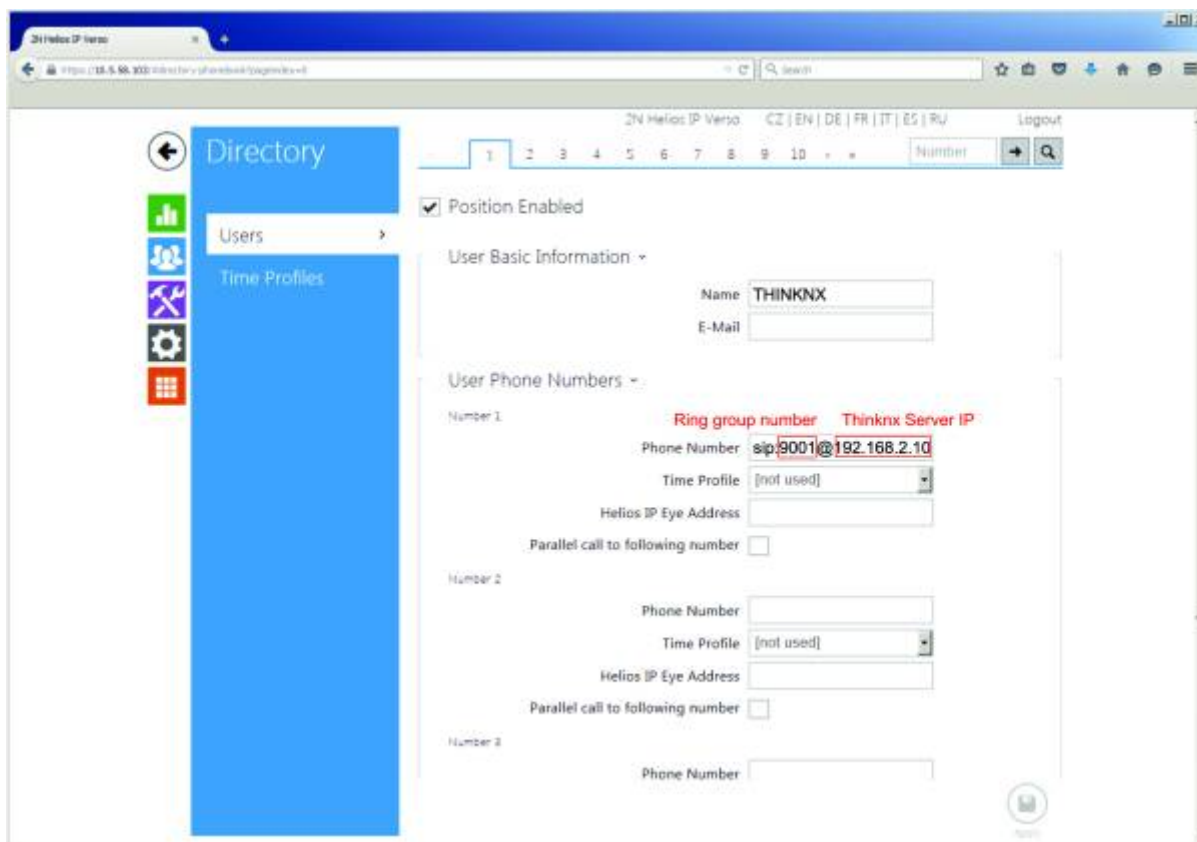 2N Helios IP Verso
Search
2N Helios IP Verso CZ | EN | DE | FR | IT | ES | RU Logout
Directory
1 2 3 4 5 6 7 8 9 10 Number
Position Enabled
Users
User Basic Information
Time Profiles
Name THINKNX
E-Mail
User Phone Numbers
Number 1
Ring group number Thinknx Server IP
Phone Number sip:9001@192.168.2.10
Time Profile [not used]
Helios IP Eye Address
Parallel call to following number
Number 2
Phone Number
Time Profile [not used]
Helios IP Eye Address
Parallel call to following number
Number 3
Phone Number